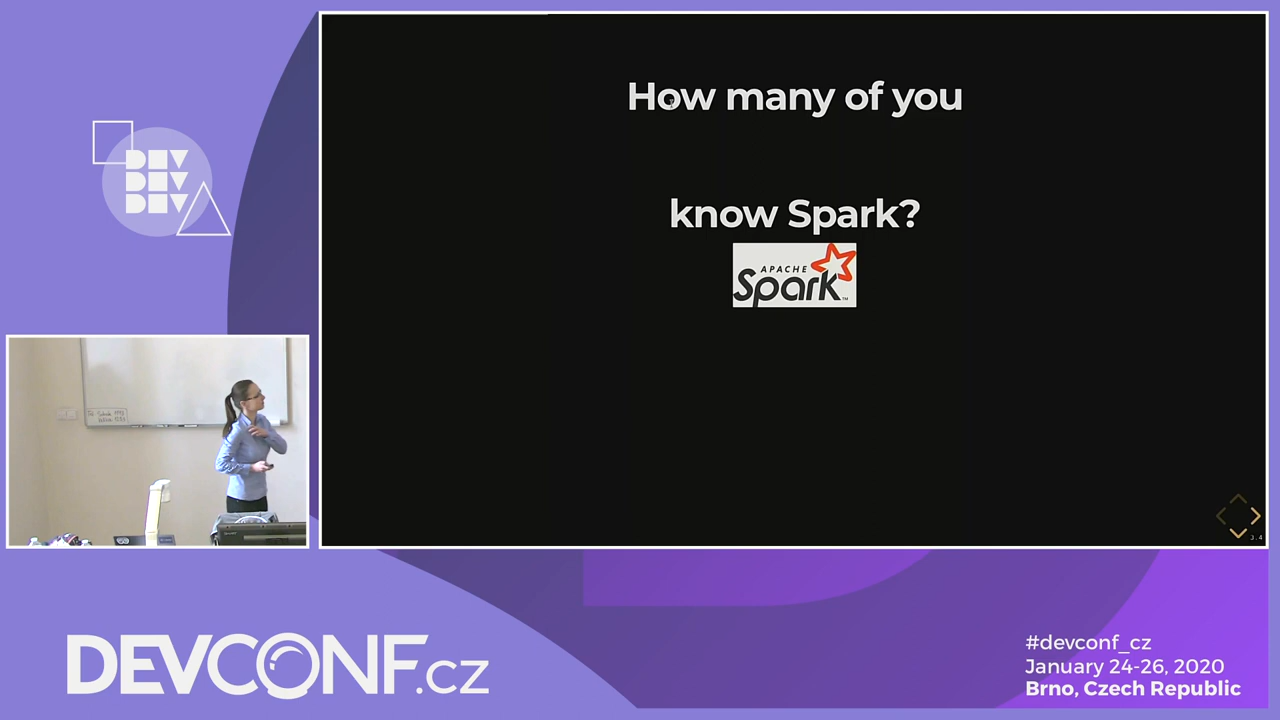 How many of you
know Spark?
APACHE
Spark
DEV
DEV
DEV
DEVCONF.cz
#devconf_cz
January 24-26, 2020
Brno, Czech Republic